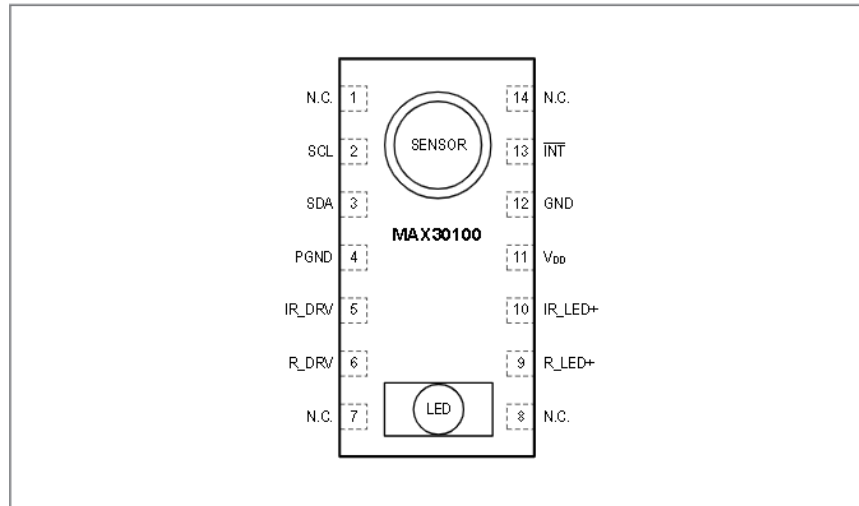 N.C. 1 14 N.C.
SCL 2 SENSOR 13 INT
SDA 3 12 GND
MAX30100
PGND 4 11 VDD
IR_DRV 5 10 IR_LED+
R_DRV 6 9 R_LED+
N.C. 7 LED 8 N.C.